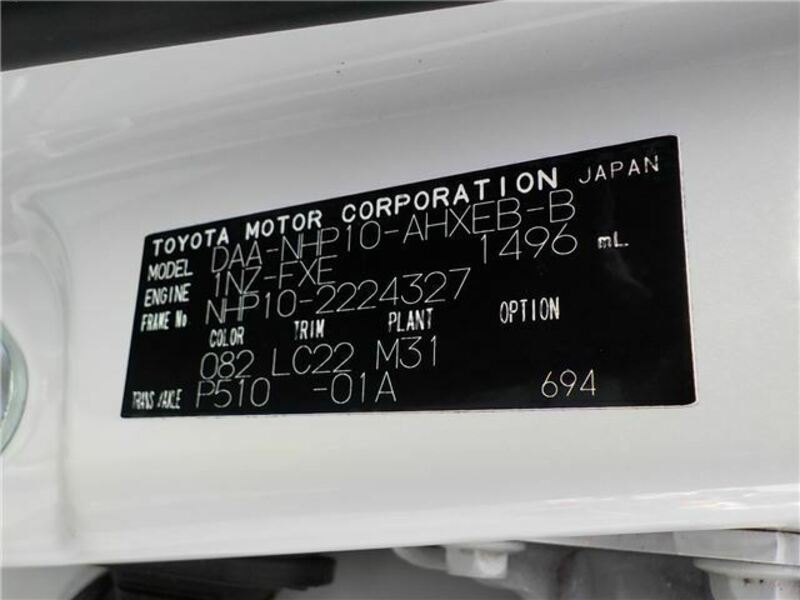 TOYOTA MOTOR CORPORATION JAPAN
MODEL DAA-NHP10-AHXEB-B
ENGINE 1NZ-FXE 1496 mL.
FRAME No NHP10-2224327
COLOR TRIM PLANT OPTION
082 LC22 M31
TRANS/AXLE P510 -01A 694